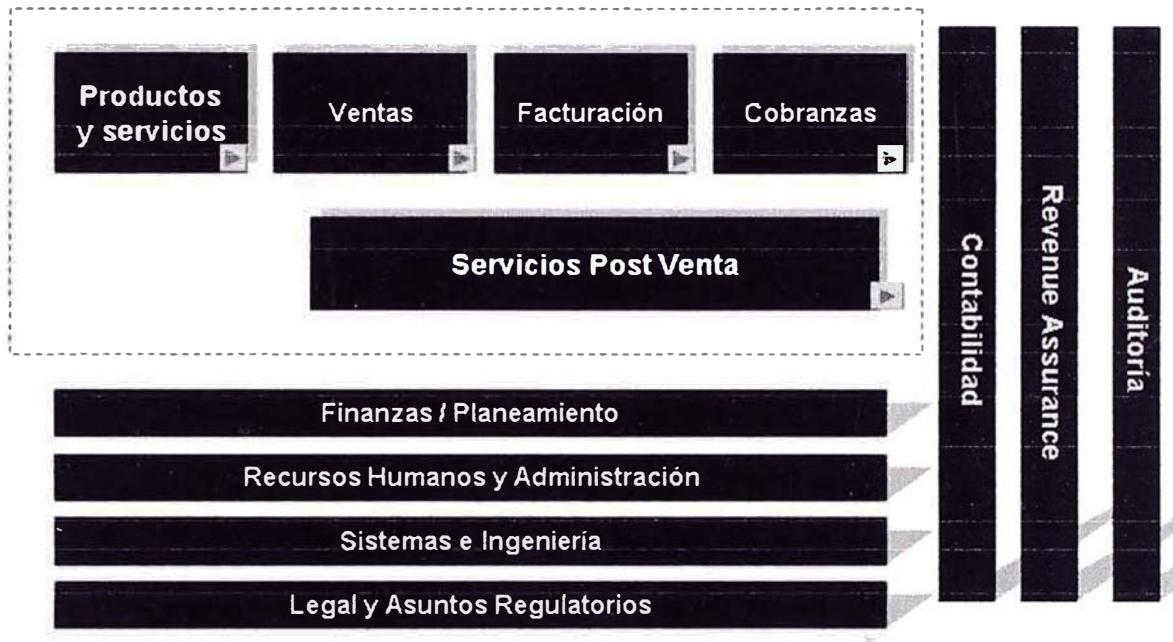 Productos
y servicios
Ventas
Facturación
Cobranzas
Servicios Post Venta
Finanzas / Planeamiento
Recursos Humanos y Administración
Sistemas e Ingeniería
Legal y Asuntos Regulatorios
Contabilidad
Revenue Assurance
Auditoría